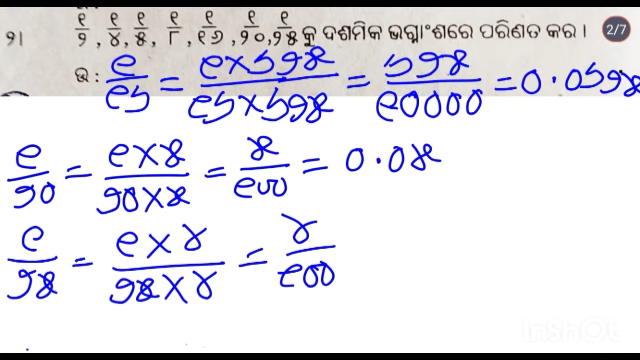 ୨। ୧/୨, ୧/୪, ୧/୫, ୧/୮, ୧/୧୬, ୧/୨୦, ୧/୨୫ କୁ ଦଶମିକ ଭଗ୍ନାଂଶରେ ପରିଣତ କର। 2/7
ଉ: ୧/୧୬ = ୧×୬୨୫/୧୬×୬୨୫ = ୬୨୫/୧୦୦୦୦ = ୦.୦୬୨୫
୧/୨୦ = ୧×୫/୨୦×୫ = ୫/୧୦୦ = ୦.୦୫
୧/୨୫ = ୧×୪/୨୫×୪ = ୪/୧୦୦
InShOt